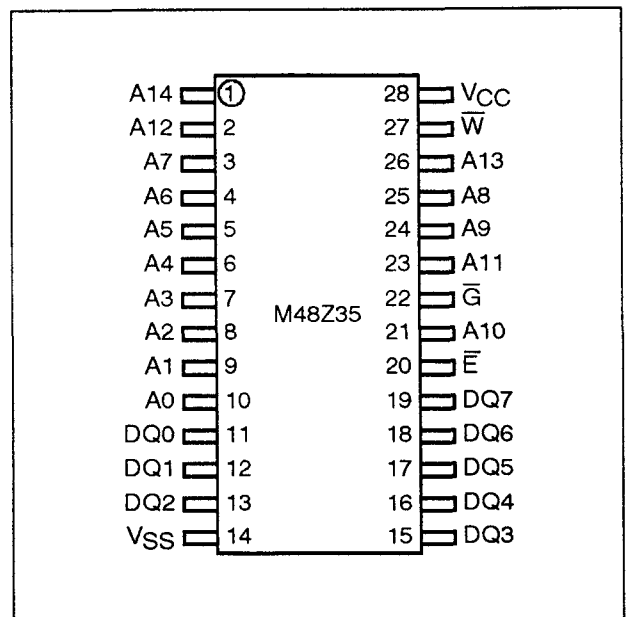 A14 1 28 VCC
A12 2 27 W̅
A7 3 26 A13
A6 4 25 A8
A5 5 24 A9
A4 6 23 A11
A3 7 22 G̅
M48Z35
A2 8 21 A10
A1 9 20 E̅
A0 10 19 DQ7
DQ0 11 18 DQ6
DQ1 12 17 DQ5
DQ2 13 16 DQ4
VSS 14 15 DQ3